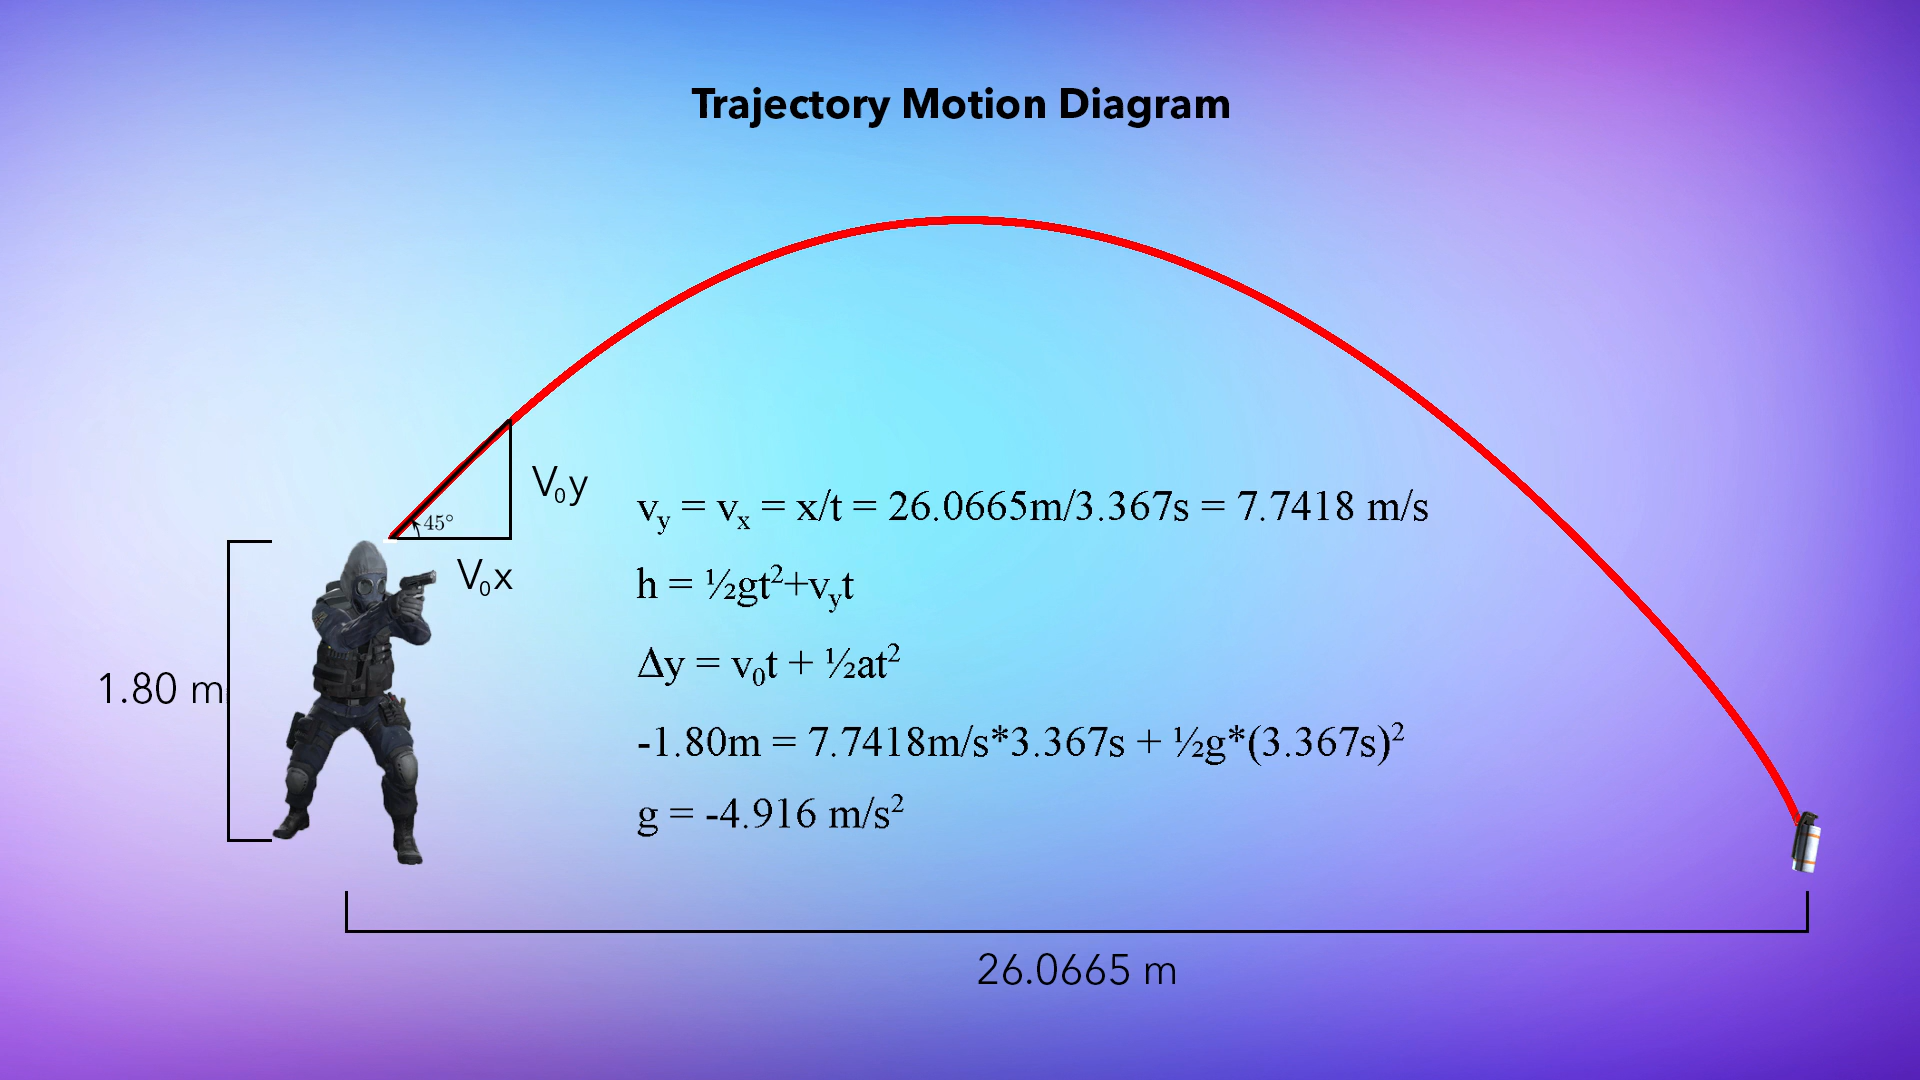 Trajectory Motion Diagram
V₀y
45°
V₀x
1.80 m
vy = vx = x/t = 26.0665m/3.367s = 7.7418 m/s
h = ½gt²+vyt
Δy = v₀t + ½at²
-1.80m = 7.7418m/s*3.367s + ½g*(3.367s)²
g = -4.916 m/s²
26.0665 m